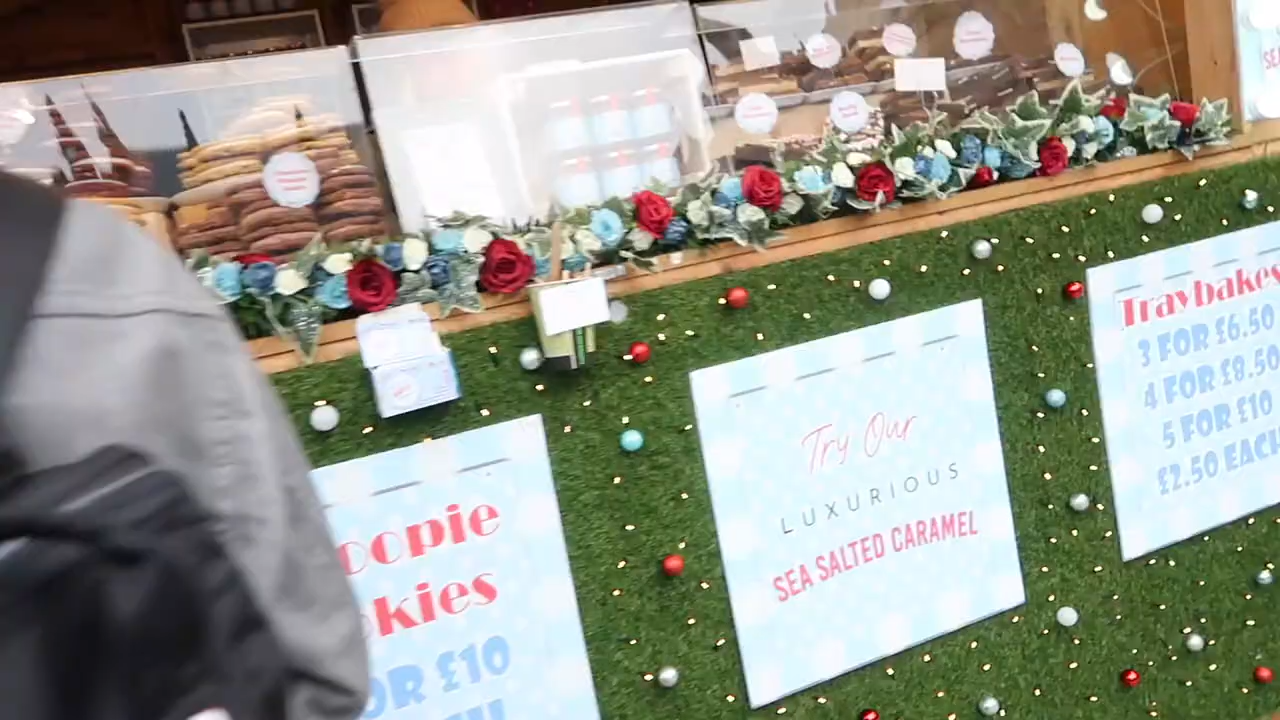 oopie
kies
OR £10
Try Our
LUXURIOUS
SEA SALTED CARAMEL
Traybakes
3 FOR £6.50
4 FOR £8.50
5 FOR £10
£2.50 EACH